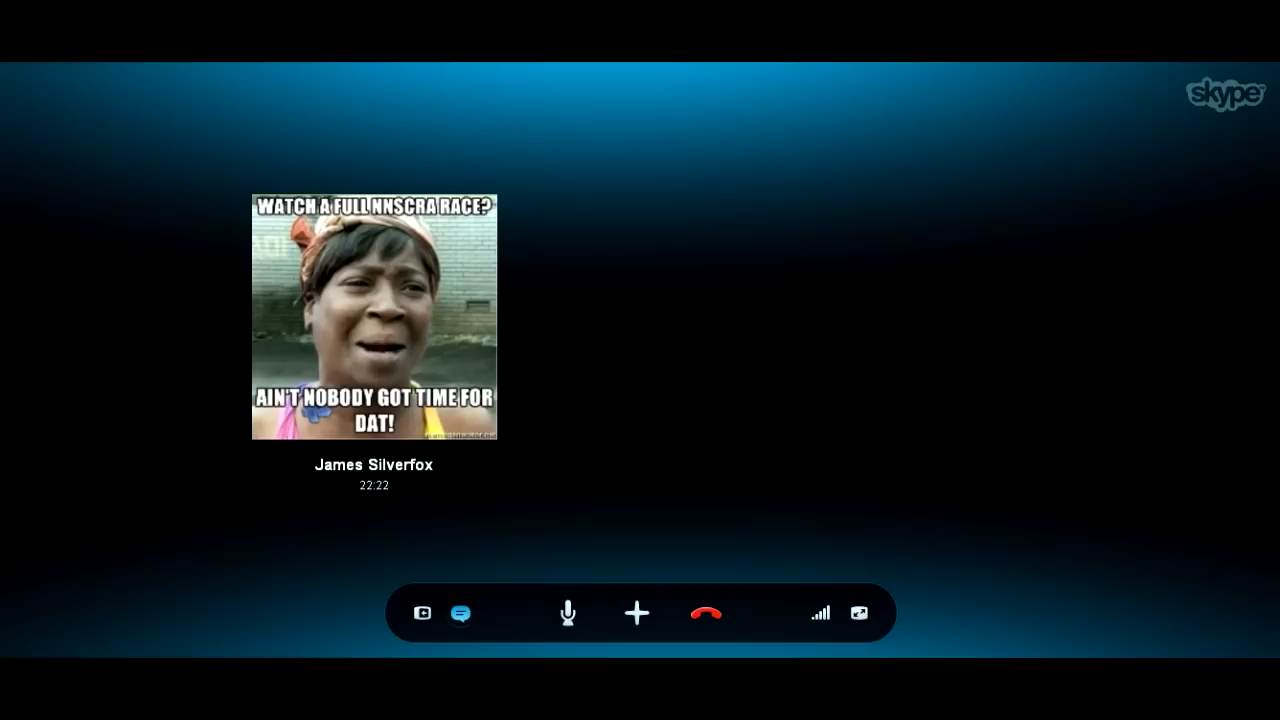 skype
WATCH A FULL NNSCRA RACE?
AIN'T NOBODY GOT TIME FOR
DAT!
James Silverfox
22:22